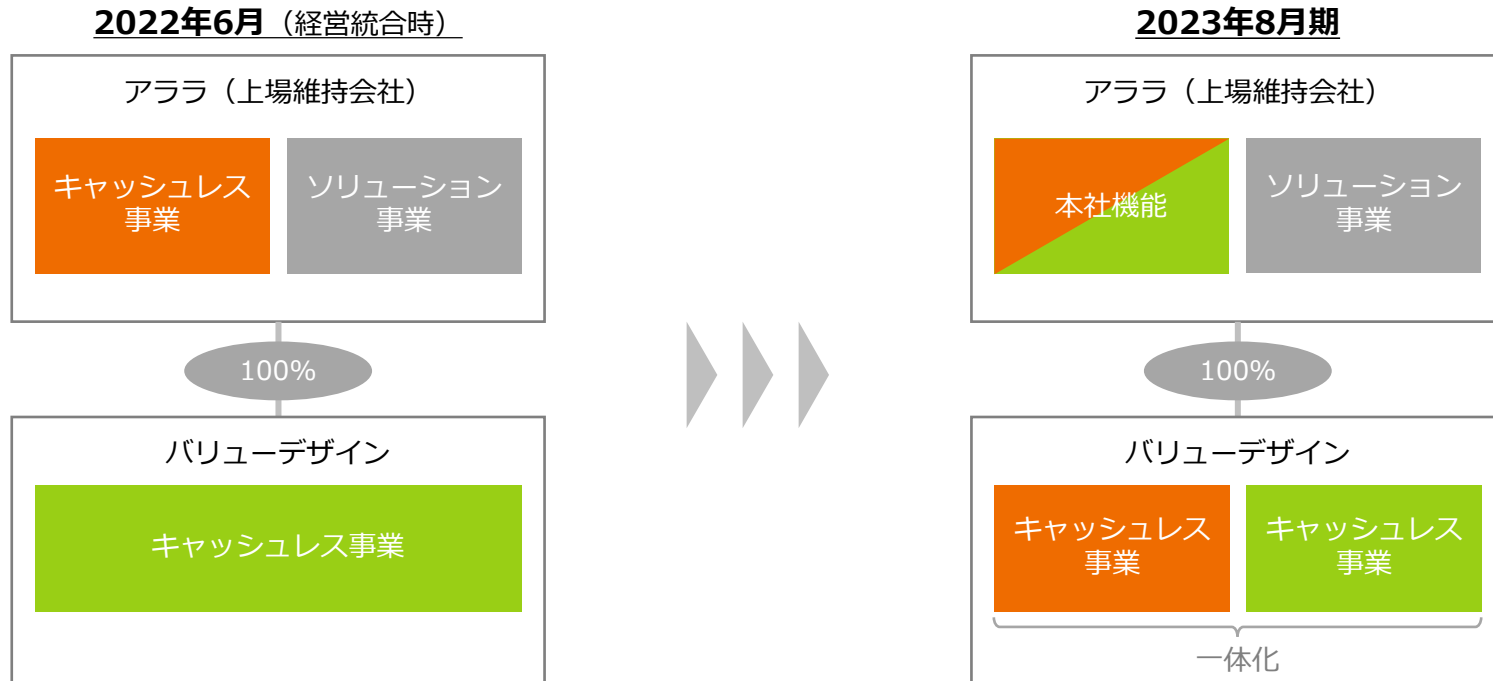 2022年6月（経営統合時）
アララ（上場維持会社）
キャッシュレス
事業
ソリューション
事業
100%
バリューデザイン
キャッシュレス事業
2023年8月期
アララ（上場維持会社）
本社機能
ソリューション
事業
100%
バリューデザイン
キャッシュレス
事業
キャッシュレス
事業
一体化